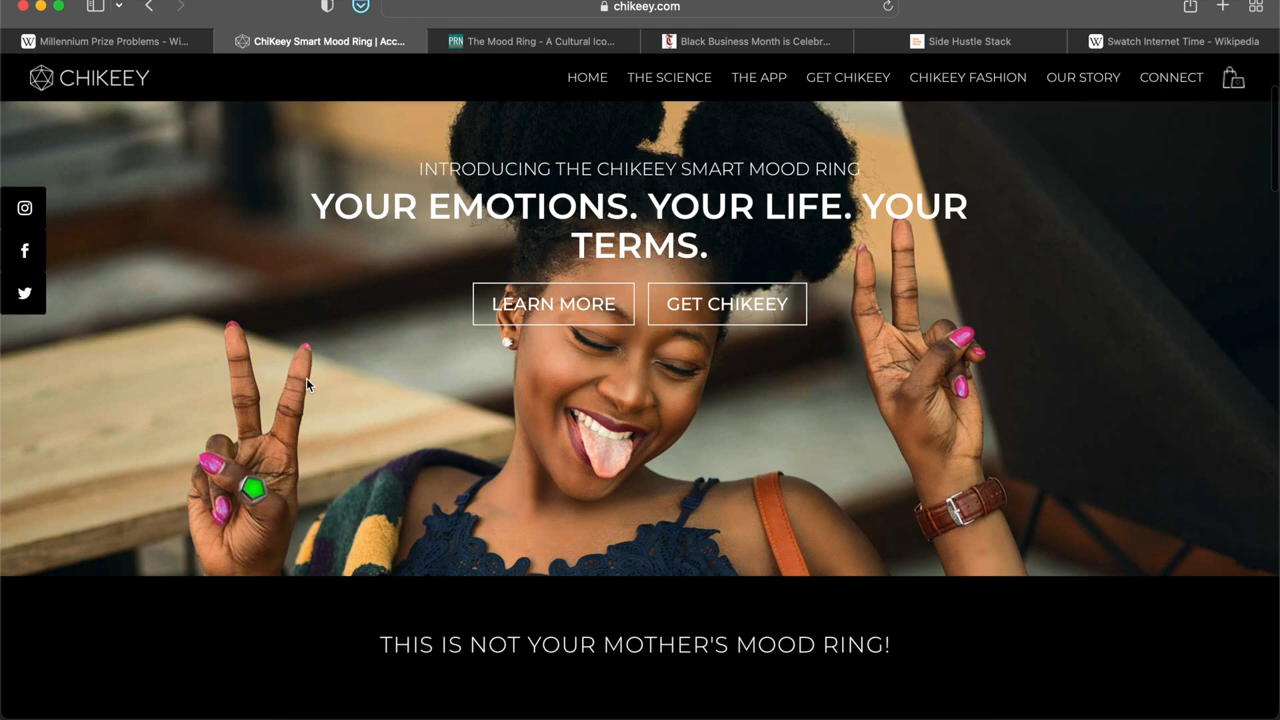 chikeey.com
Millennium Prize Problems - Wi...
ChiKeey Smart Mood Ring | Acc...
PRN The Mood Ring - A Cultural Ico...
Black Business Month is Celebr...
Side Hustle Stack
W Swatch Internet Time - Wikipedia
CHIKEEY
HOME THE SCIENCE THE APP GET CHIKEEY CHIKEEY FASHION OUR STORY CONNECT
INTRODUCING THE CHIKEEY SMART MOOD RING
YOUR EMOTIONS. YOUR LIFE. YOUR
TERMS.
LEARN MORE GET CHIKEEY
THIS IS NOT YOUR MOTHER'S MOOD RING!